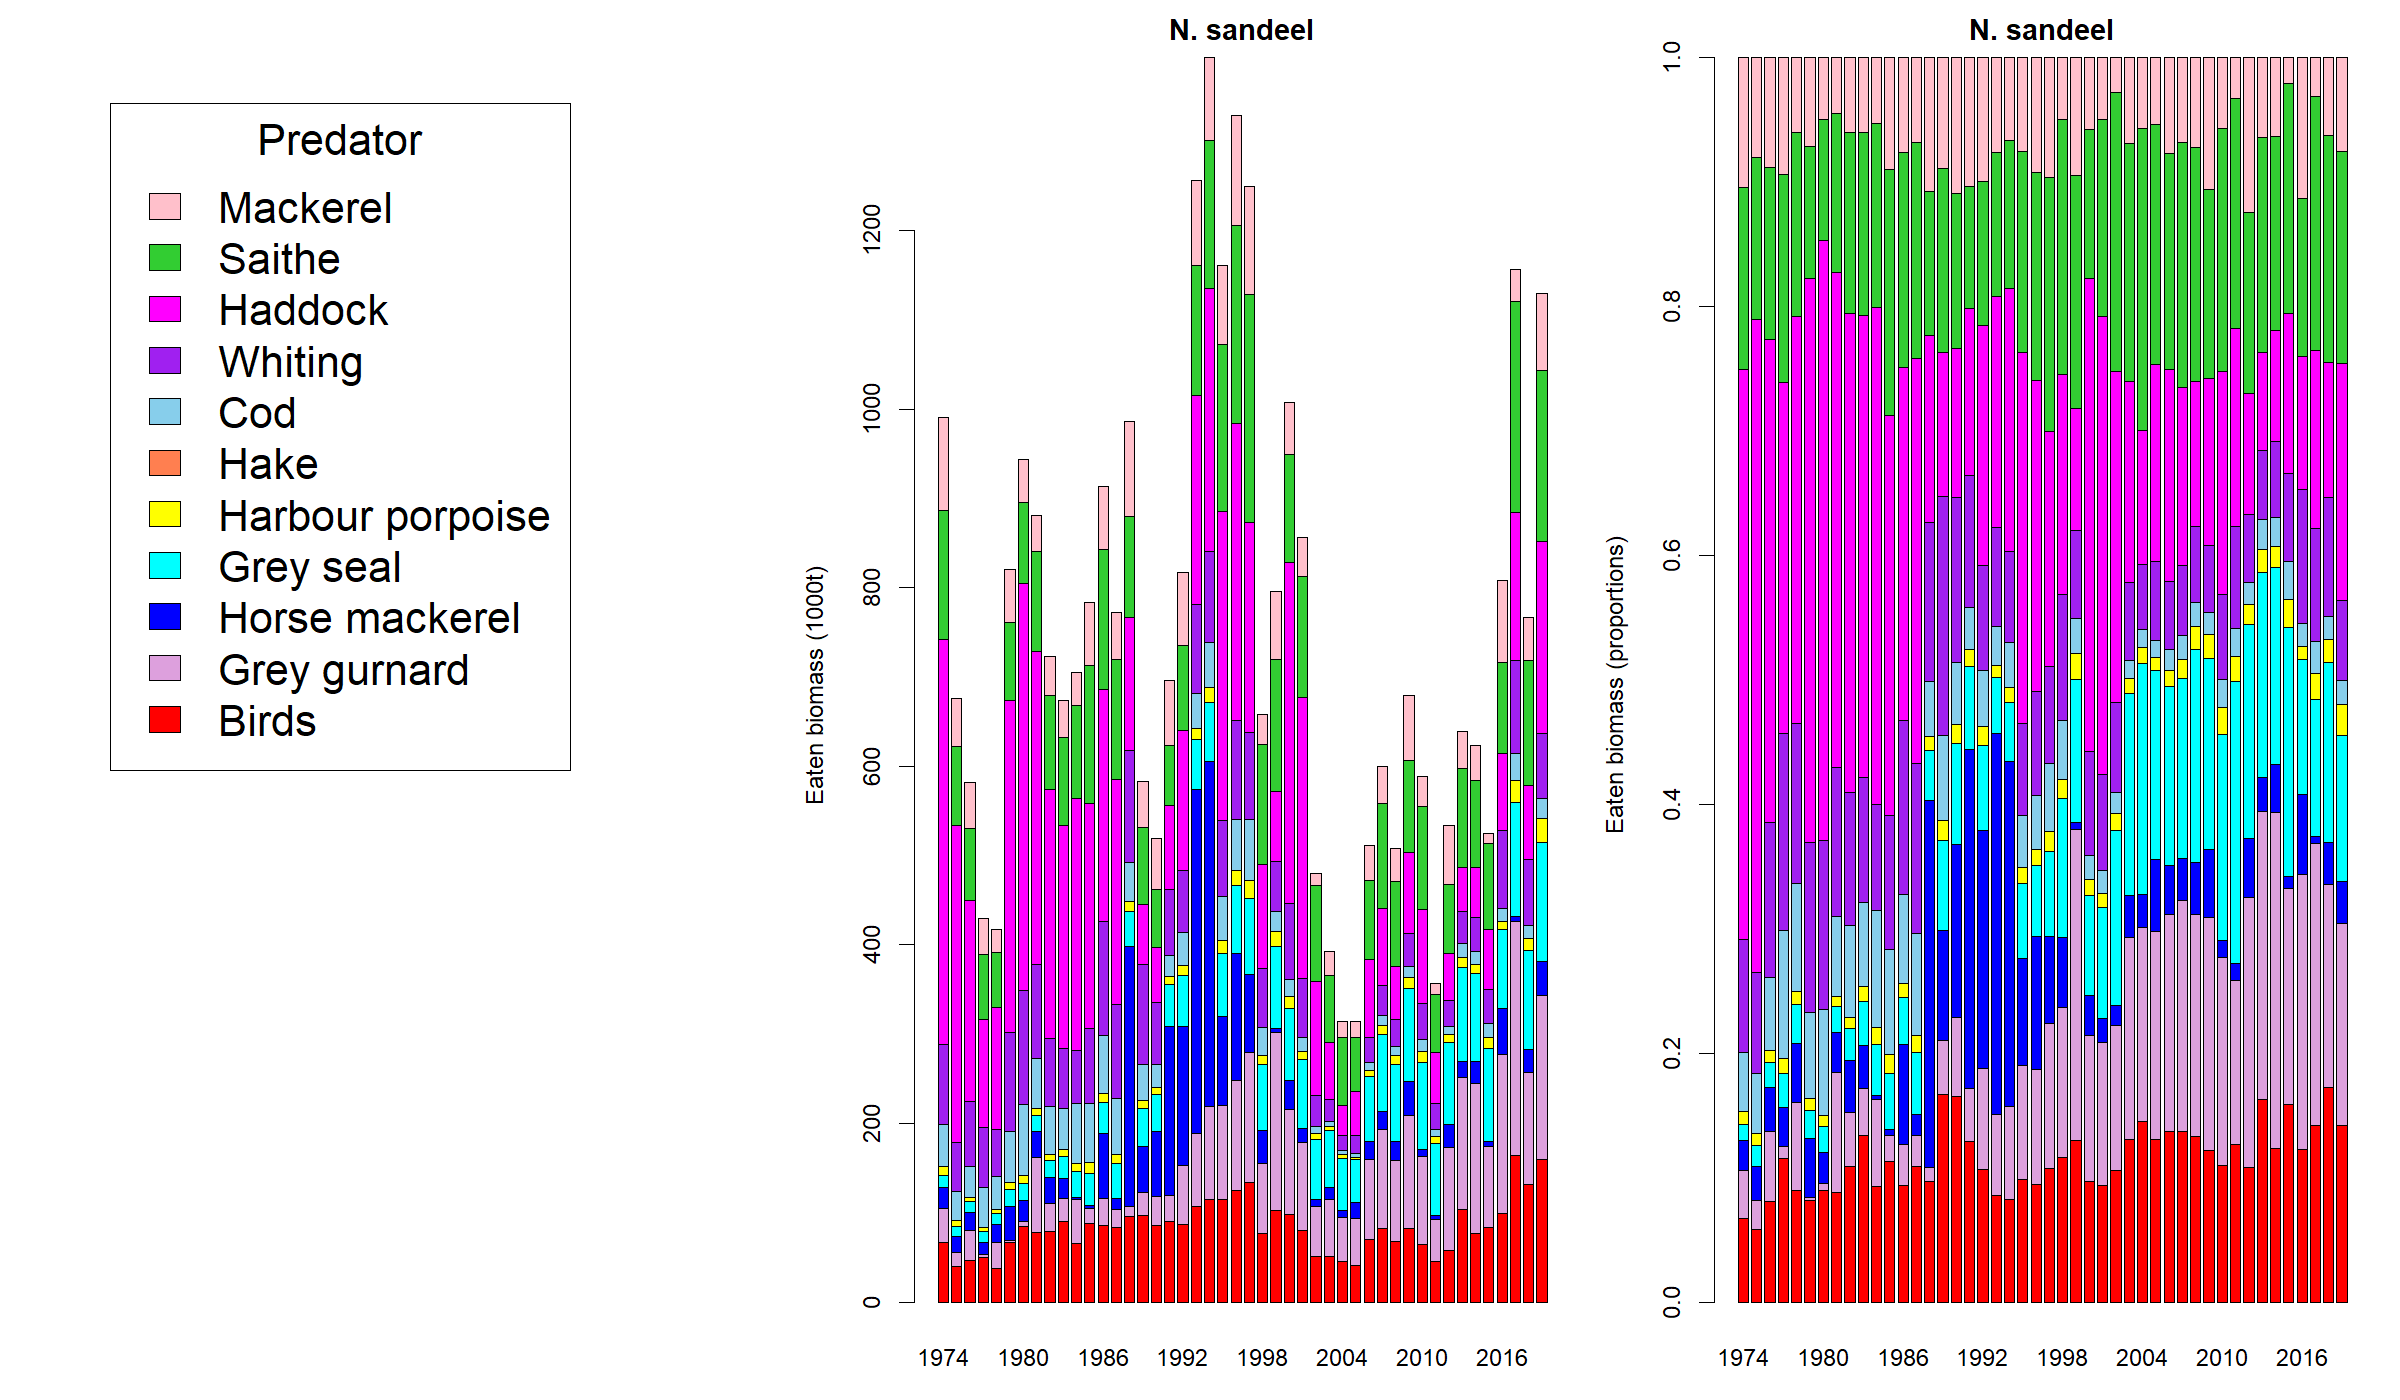 Predator
Mackerel
Saithe
Haddock
Whiting
Cod
Hake
Harbour porpoise
Grey seal
Horse mackerel
Grey gurnard
Birds
N. sandeel
Eaten biomass (1000t)
0 200 400 600 800 1000 1200
1974 1980 1986 1992 1998 2004 2010 2016
N. sandeel
Eaten biomass (proportions)
0.0 0.2 0.4 0.6 0.8 1.0
1974 1980 1986 1992 1998 2004 2010 2016